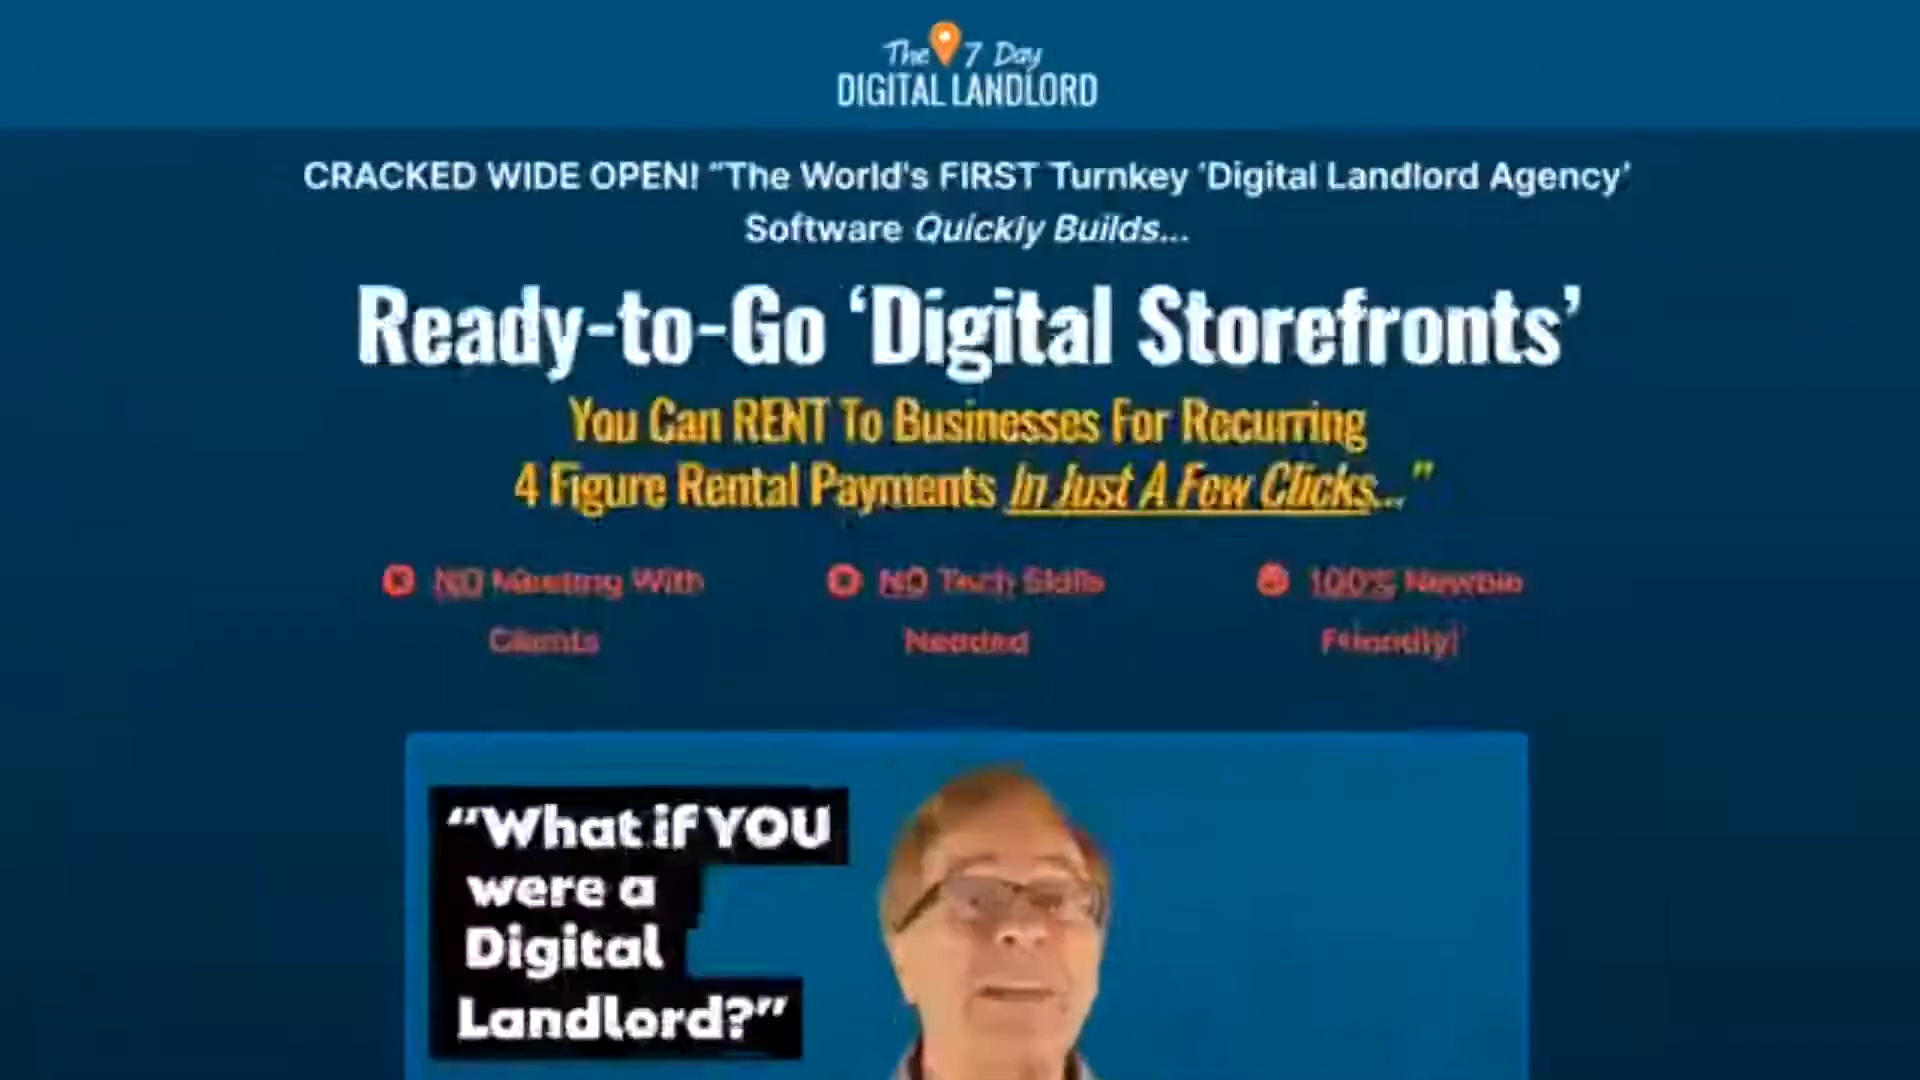 The 7 Day
DIGITAL LANDLORD
CRACKED WIDE OPEN! “The World's FIRST Turnkey ‘Digital Landlord Agency’
Software Quickly Builds...
Ready-to-Go ‘Digital Storefronts’
You Can RENT To Businesses For Recurring
4 Figure Rental Payments In Just A Few Clicks...”
NO Meeting With NO Tech Skills 100% Newbie
Clients Needed Friendly!
“What if YOU
were a
Digital
Landlord?”